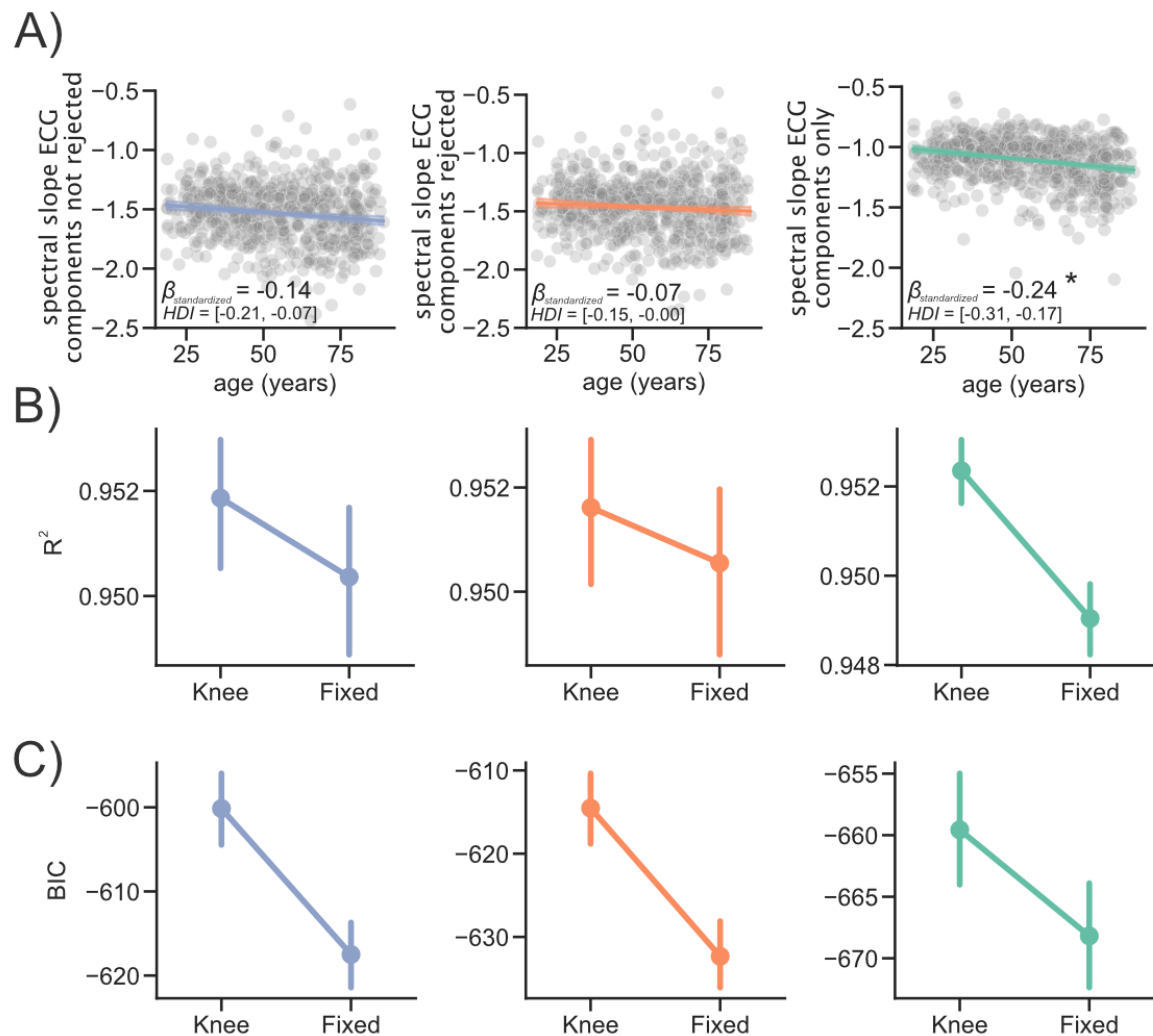 A)
spectral slope ECG
components not rejected
−0.5
−1.0
−1.5
−2.0
−2.5
βstandardized = -0.14
HDI = [-0.21, -0.07]
25 50 75
age (years)
spectral slope ECG
components rejected
−0.5
−1.0
−1.5
−2.0
−2.5
βstandardized = -0.07
HDI = [-0.15, -0.00]
25 50 75
age (years)
spectral slope ECG
components only
−0.5
−1.0
−1.5
−2.0
−2.5
βstandardized = -0.24 *
HDI = [-0.31, -0.17]
25 50 75
age (years)
B)
R²
0.952
0.950
Knee Fixed
0.952
0.950
Knee Fixed
0.952
0.950
0.948
Knee Fixed
C)
BIC
−600
−610
−620
Knee Fixed
−610
−620
−630
Knee Fixed
−655
−660
−665
−670
Knee Fixed